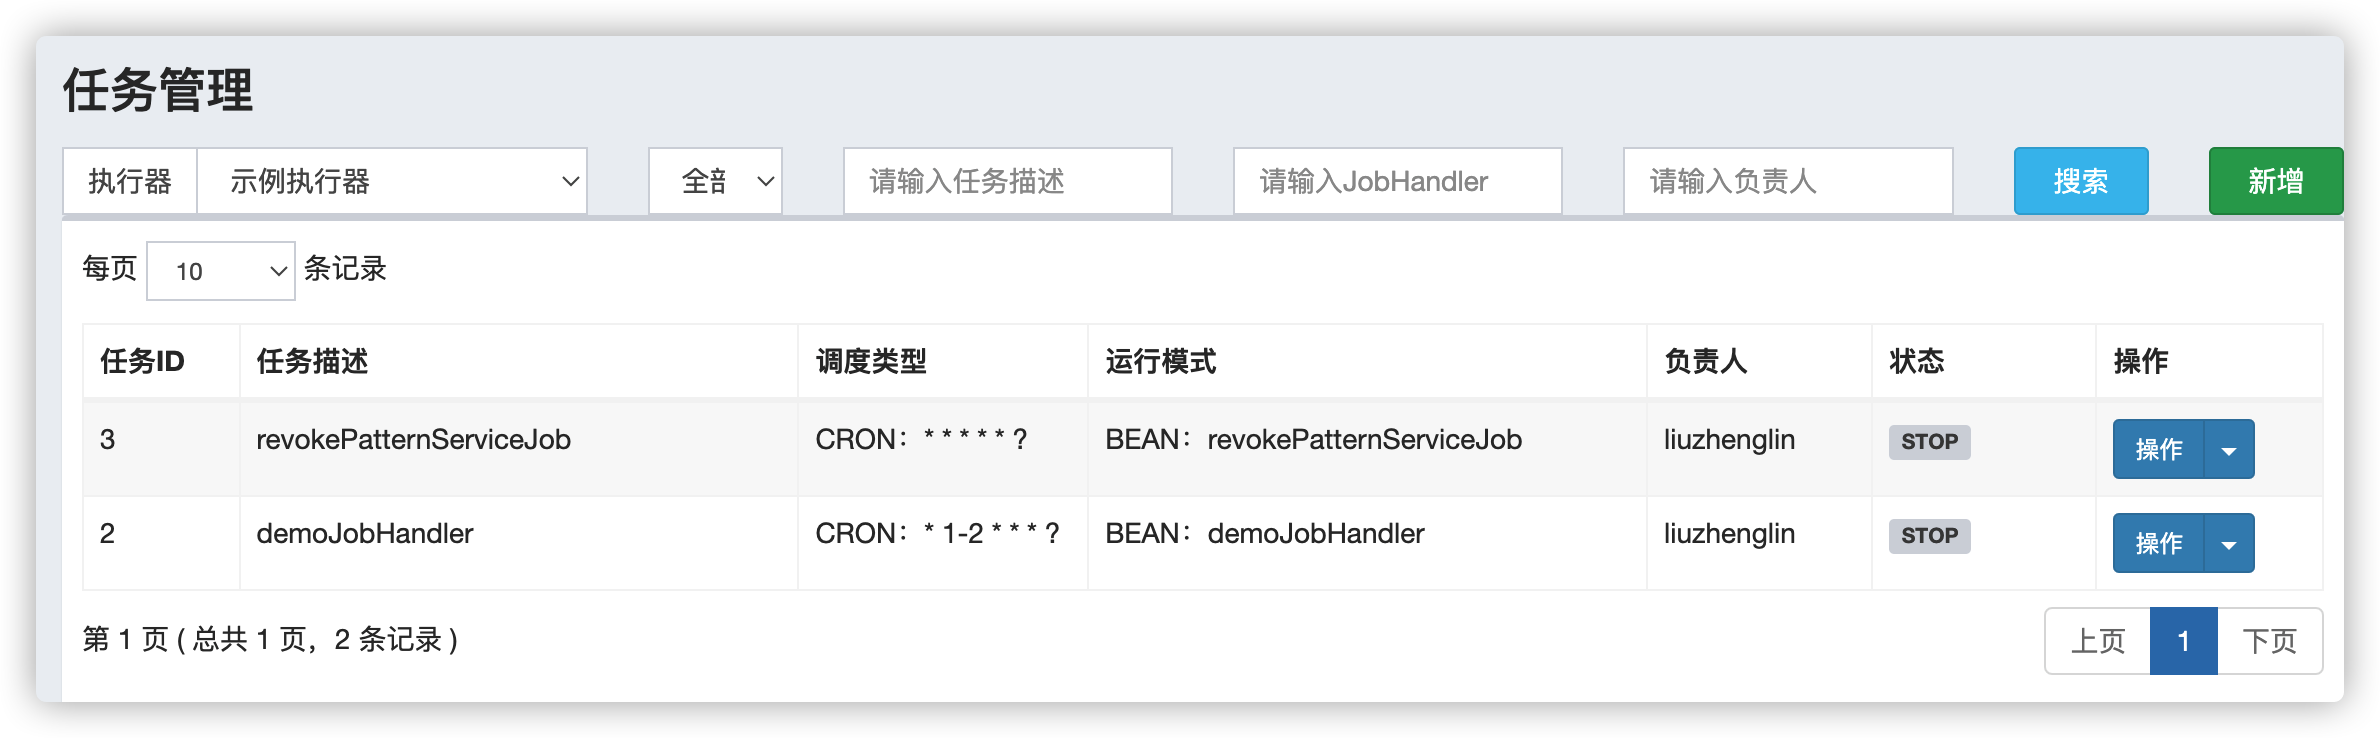 任务管理
执行器 示例执行器 全部 请输入任务描述 请输入JobHandler 请输入负责人 搜索 新增
每页 10 条记录
任务ID 任务描述 调度类型 运行模式 负责人 状态 操作
3 revokePatternServiceJob CRON：* * * * * ? BEAN：revokePatternServiceJob liuzhenglin STOP 操作
2 demoJobHandler CRON：* 1-2 * * * ? BEAN：demoJobHandler liuzhenglin STOP 操作
第 1 页 ( 总共 1 页，2 条记录 ) 上页 1 下页